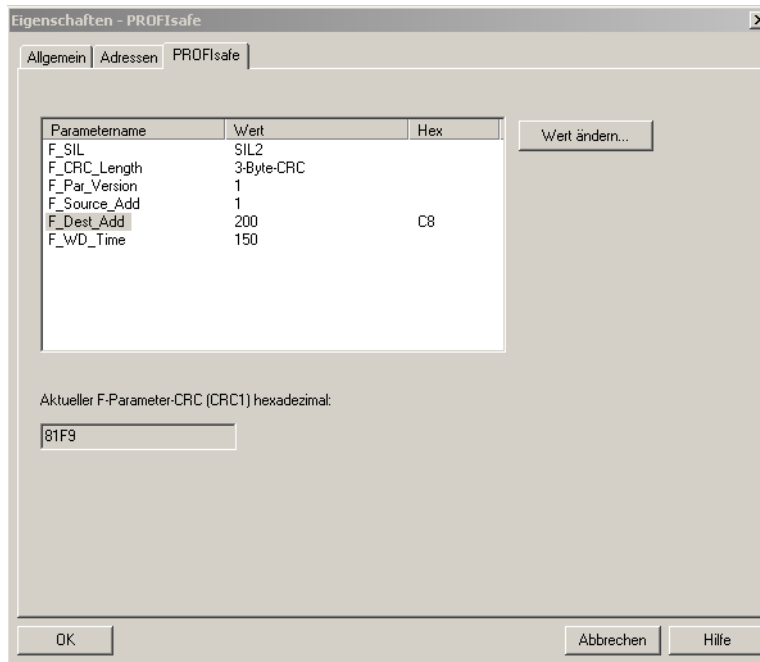 Eigenschaften - PROFIsafe
Allgemein Adressen PROFIsafe
Parametername Wert Hex
Wert ändern...
F_SIL SIL2
F_CRC_Length 3-Byte-CRC
F_Par_Version 1
F_Source_Add 1
F_Dest_Add 200 C8
F_WD_Time 150
Aktueller F-Parameter-CRC (CRC1) hexadezimal:
81F9
OK Abbrechen Hilfe